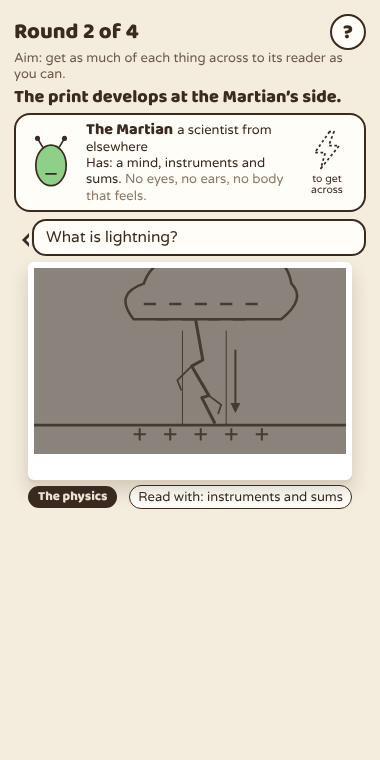 Round 2 of 4
?
Aim: get as much of each thing across to its reader as
you can.
The print develops at the Martian's side.
The Martian a scientist from
elsewhere
Has: a mind, instruments and
sums. No eyes, no ears, no body
that feels.
to get
across
What is lightning?
The physics
Read with: instruments and sums